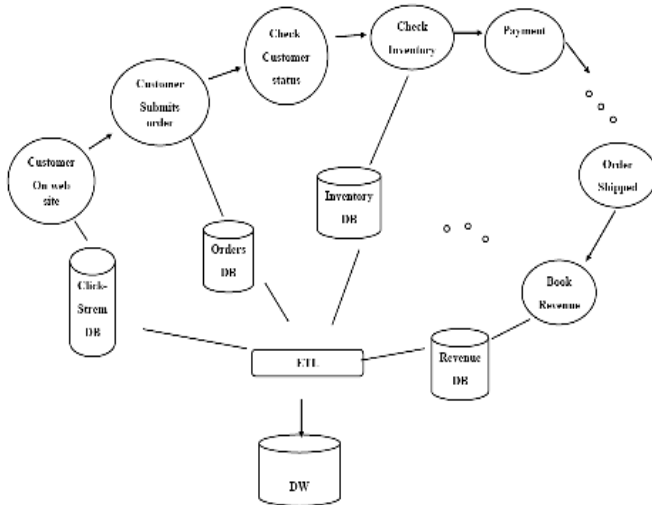 Check
Customer
status
Check
Inventory
Payment
Customer
Submits
order
Customer
On web
site
Order
Shipped
Inventory
DB
Orders
DB
Click-
Strem
DB
Book
Revenue
ETL
Revenue
DB
DW